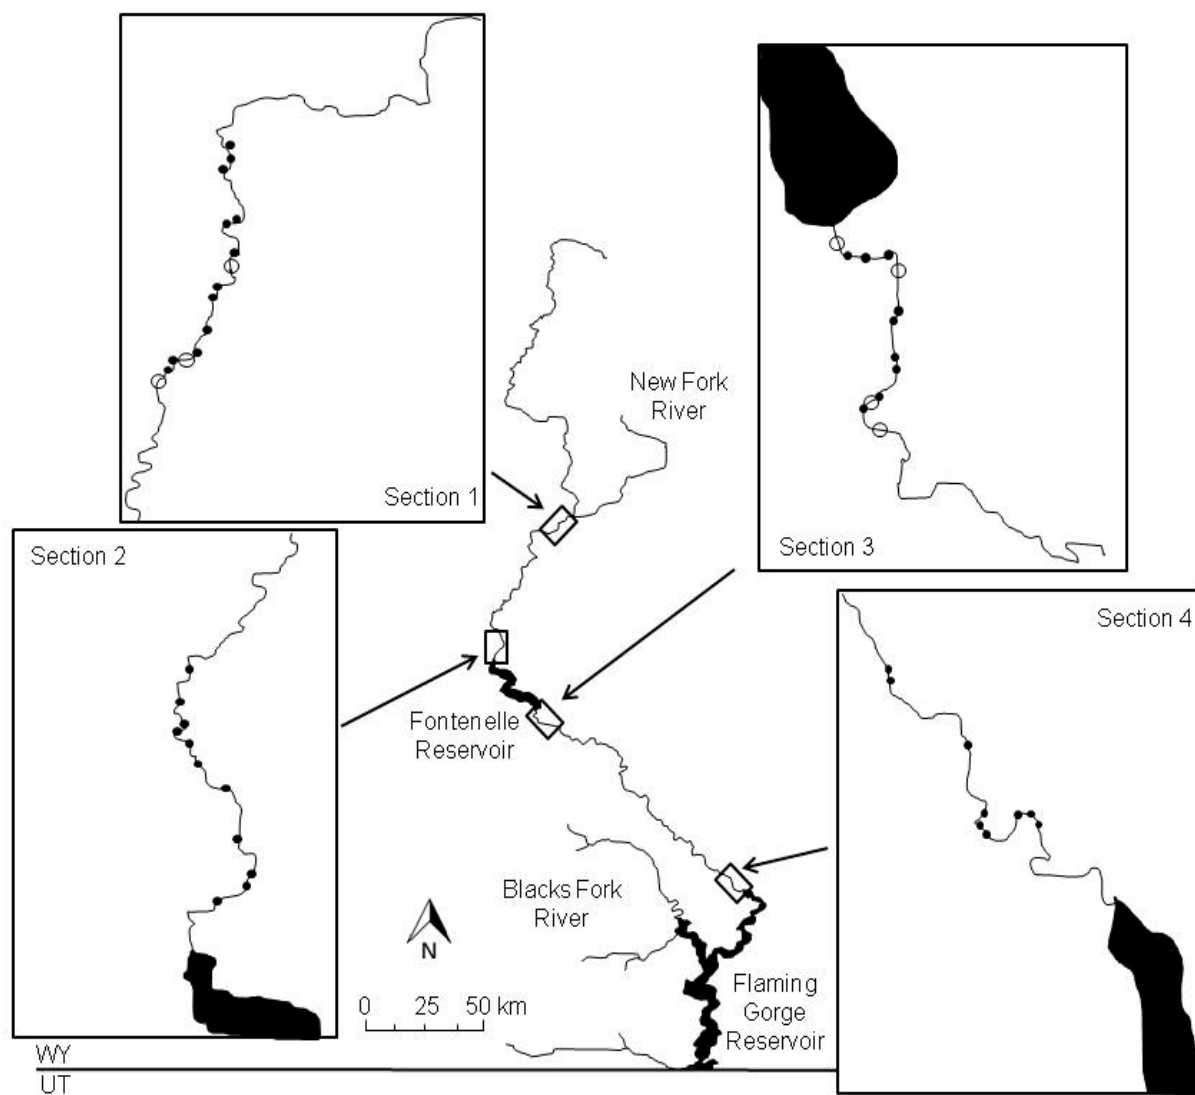 Section 1
New Fork
River
Section 3
Section 2
Section 4
Fontenelle
Reservoir
Blacks Fork
River
N
0 25 50 km
Flaming
Gorge
Reservoir
WY
UT